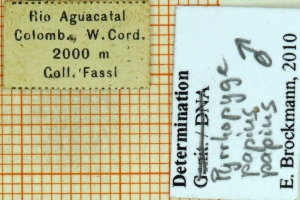 Rio Aguacatal
Colomb. W. Cord.
2000 m
Coll. Fassl
Determination
Genit. / DNA
Pyrrhopyge ♂
papius
papius
E. Brockmann, 2010